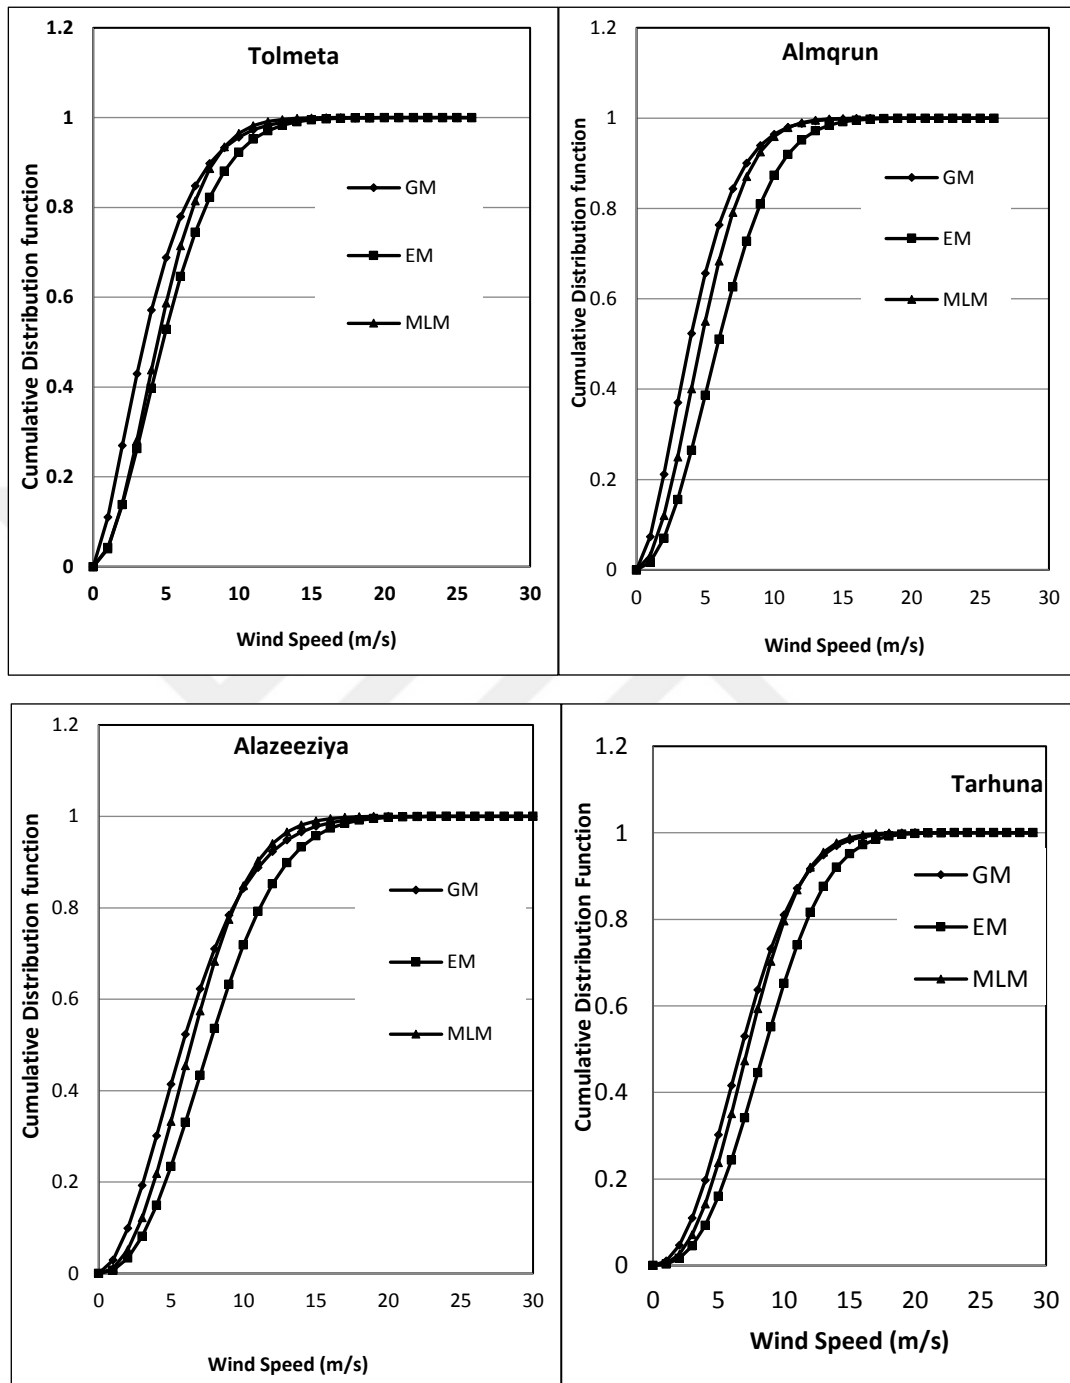 Tolmeta
Cumulative Distribution function
1.2
1
0.8
0.6
0.4
0.2
0
0 5 10 15 20 25 30
Wind Speed (m/s)
GM
EM
MLM
Almqrun
Cumulative Distribution function
1.2
1
0.8
0.6
0.4
0.2
0
0 5 10 15 20 25 30
Wind Speed (m/s)
GM
EM
MLM
Alazeeziya
Cumulative Distribution function
1.2
1
0.8
0.6
0.4
0.2
0
0 5 10 15 20 25 30
Wind Speed (m/s)
GM
EM
MLM
Tarhuna
Cumulative Distribution Function
1.2
1
0.8
0.6
0.4
0.2
0
0 5 10 15 20 25 30
Wind Speed (m/s)
GM
EM
MLM